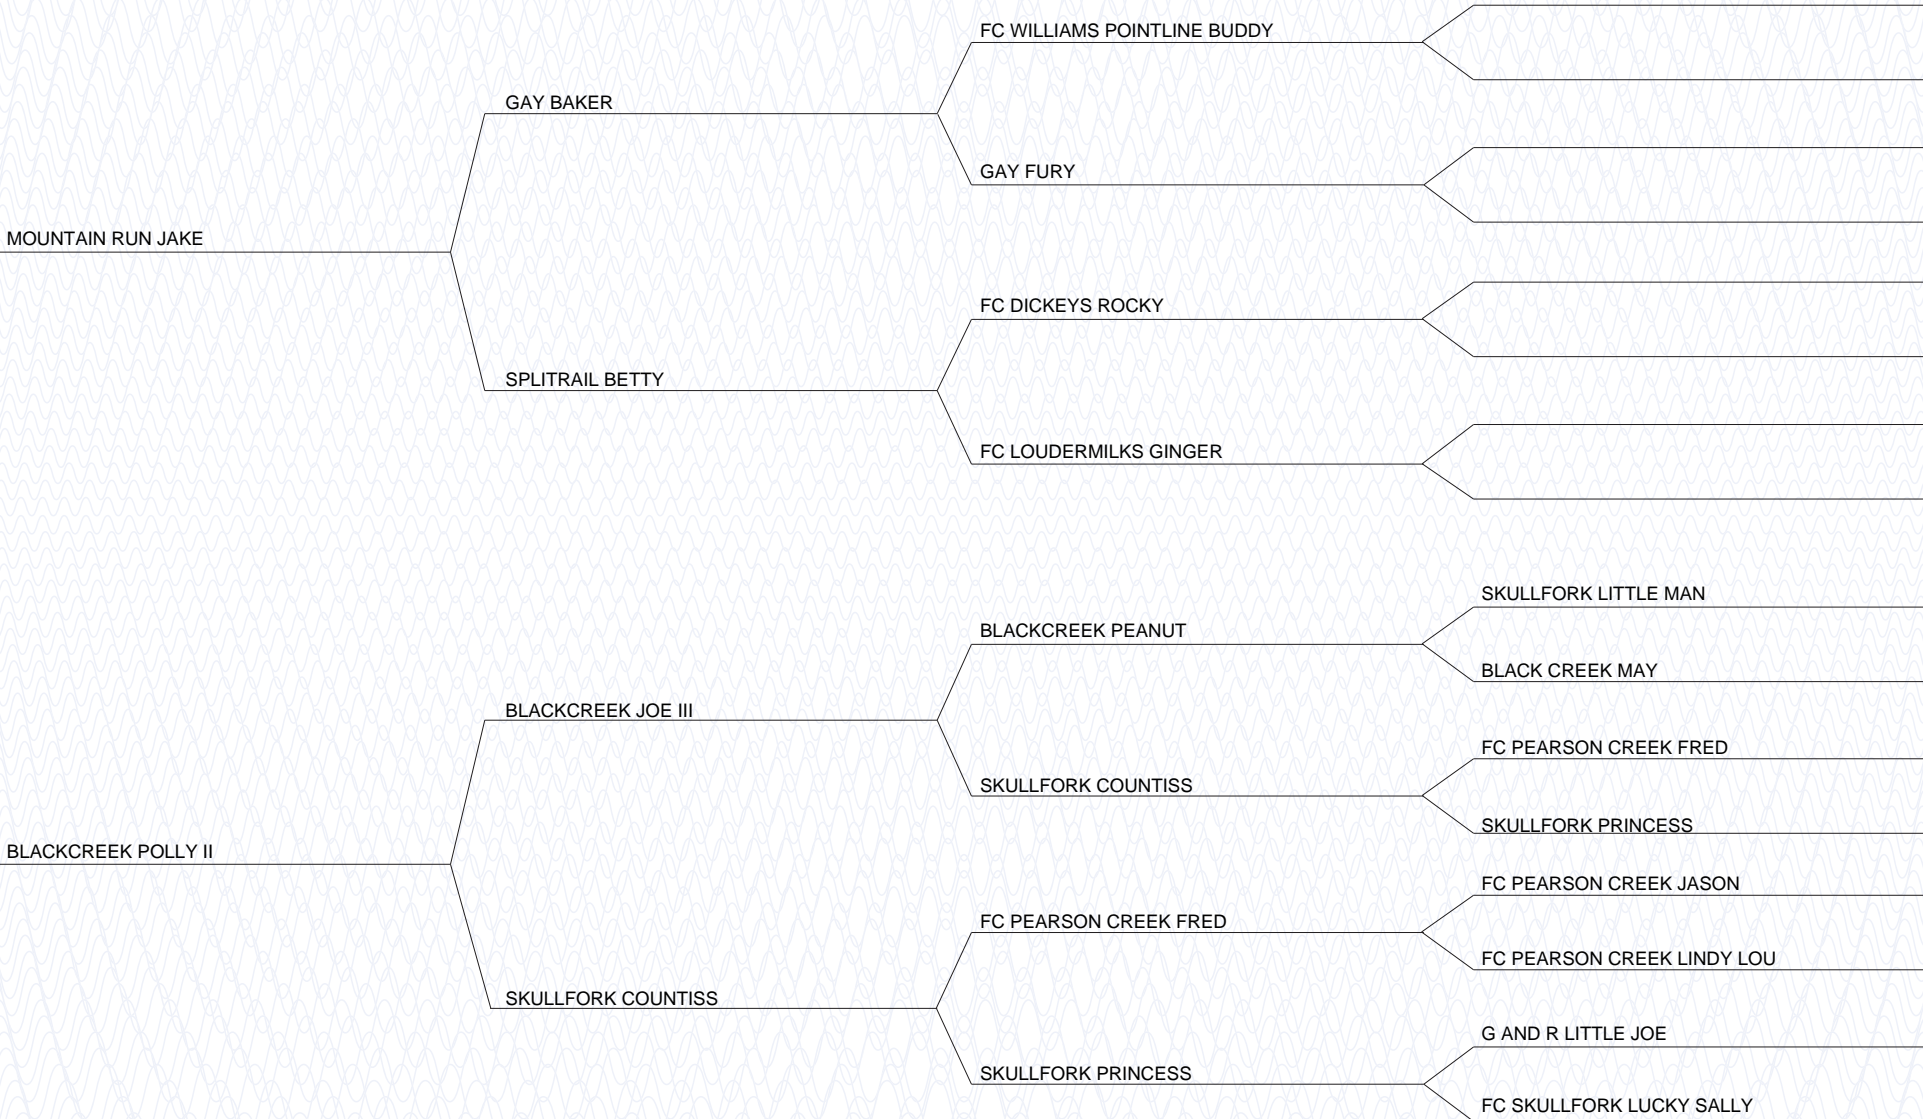 FC WILLIAMS POINTLINE BUDDY
GAY BAKER
GAY FURY
MOUNTAIN RUN JAKE
FC DICKEYS ROCKY
SPLITRAIL BETTY
FC LOUDERMILKS GINGER
SKULLFORK LITTLE MAN
BLACKCREEK PEANUT
BLACK CREEK MAY
BLACKCREEK JOE III
FC PEARSON CREEK FRED
SKULLFORK COUNTISS
SKULLFORK PRINCESS
BLACKCREEK POLLY II
FC PEARSON CREEK JASON
FC PEARSON CREEK FRED
FC PEARSON CREEK LINDY LOU
SKULLFORK COUNTISS
G AND R LITTLE JOE
SKULLFORK PRINCESS
FC SKULLFORK LUCKY SALLY